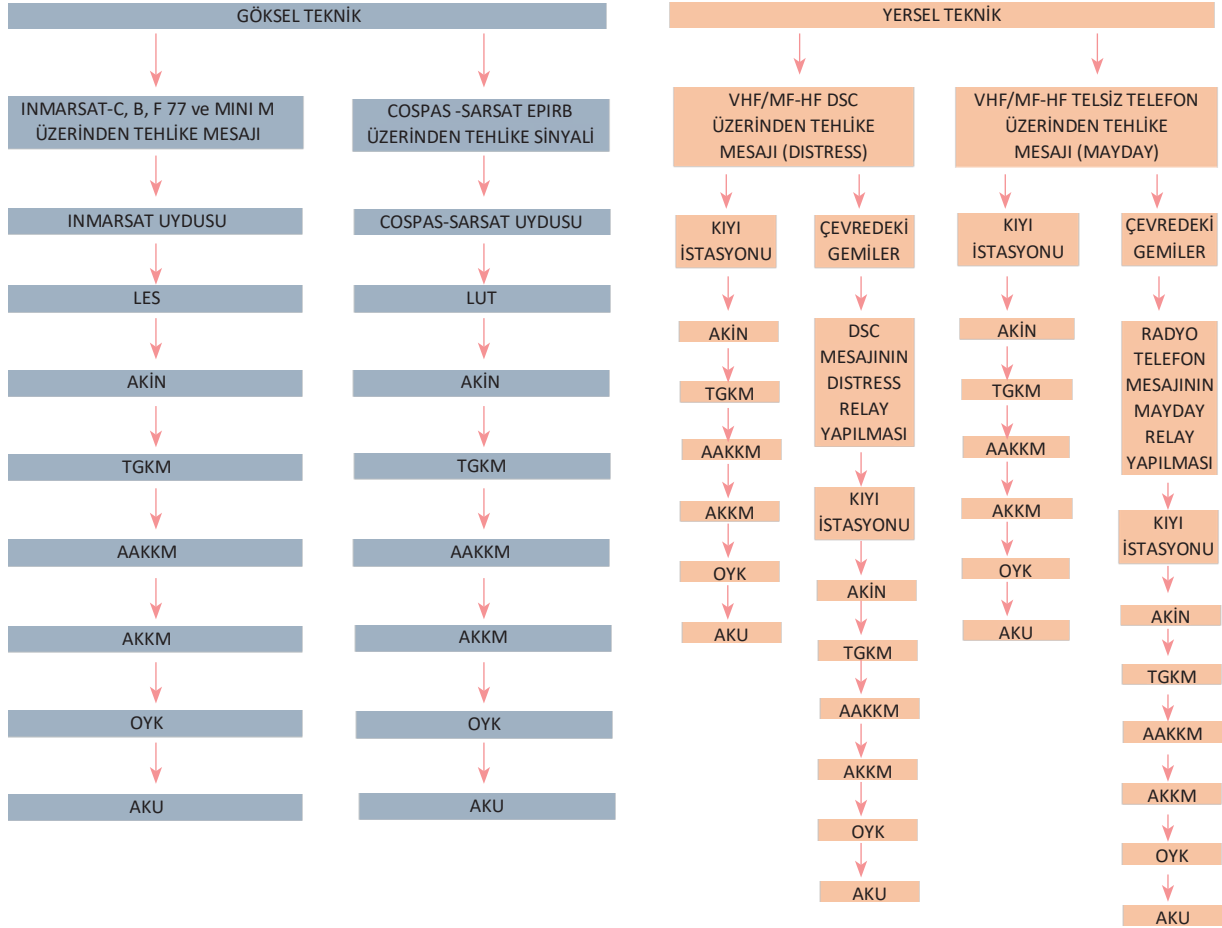 GÖKSEL TEKNİK
INMARSAT-C, B, F 77 ve MINI M
ÜZERİNDEN TEHLİKE MESAJI
INMARSAT UYDUSU
LES
AKİN
TGKM
AAKKM
AKKM
OYK
AKU
COSPAS -SARSAT EPIRB
ÜZERİNDEN TEHLİKE SİNYALİ
COSPAS-SARSAT UYDUSU
LUT
AKİN
TGKM
AAKKM
AKKM
OYK
AKU
YERSEL TEKNİK
VHF/MF-HF DSC
ÜZERİNDEN TEHLİKE
MESAJI (DISTRESS)
KIYI
İSTASYONU
AKİN
TGKM
AAKKM
AKKM
OYK
AKU
ÇEVREDEKİ
GEMİLER
DSC
MESAJININ
DISTRESS
RELAY
YAPILMASI
KIYI
İSTASYONU
AKİN
TGKM
AAKKM
AKKM
OYK
AKU
VHF/MF-HF TELSİZ TELEFON
ÜZERİNDEN TEHLİKE
MESAJI (MAYDAY)
KIYI
İSTASYONU
AKİN
TGKM
AAKKM
AKKM
OYK
AKU
ÇEVREDEKİ
GEMİLER
RADYO
TELEFON
MESAJININ
MAYDAY
RELAY
YAPILMASI
KIYI
İSTASYONU
AKİN
TGKM
AAKKM
AKKM
OYK
AKU